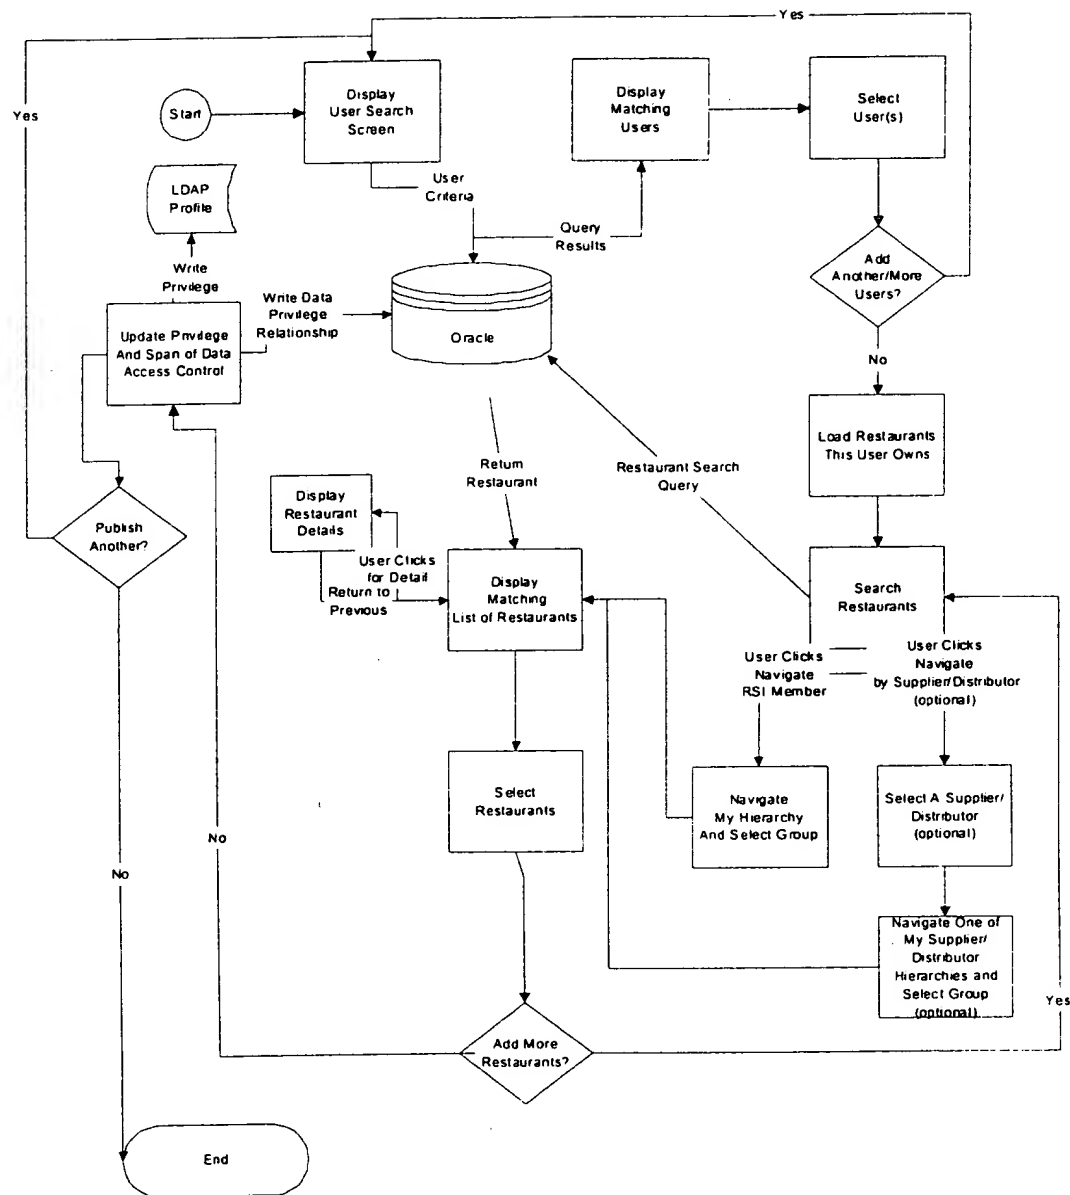 Yes
Yes
Start
Display
User Search
Screen
Display
Matching
Users
Select
User(s)
LDAP
Profile
User
Criteria
Query
Results
Add
Another/More
Users?
Write
Privilege
Write Data
Privilege
Relationship
Update Privilege
And Span of Data
Access Control
Oracle
No
Load Restaurants
This User Owns
Return
Restaurant
Restaurant Search
Query
Display
Restaurant
Details
Publish
Another?
User Clicks
for Detail
Return to
Previous
Display
Matching
List of Restaurants
Search
Restaurants
User Clicks
Navigate
RSI Member
User Clicks
Navigate
by Supplier/Distributor
(optional)
Select
Restaurants
Navigate
My Hierarchy
And Select Group
Select A Supplier/
Distributor
(optional)
No
No
Navigate One of
My Supplier/
Distributor
Hierarchies and
Select Group
(optional)
Yes
Add More
Restaurants?
End